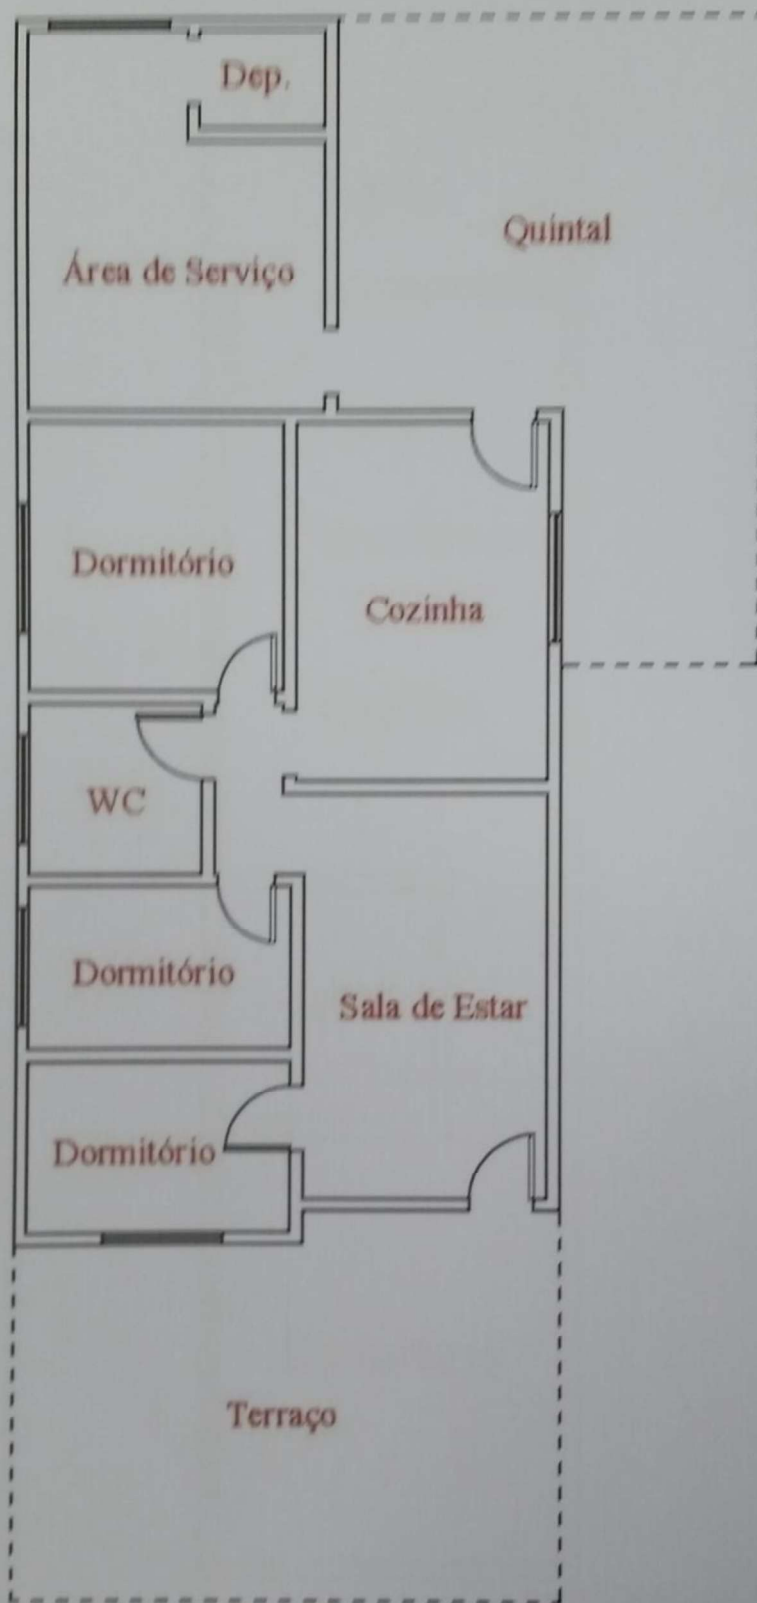 Dep.
Quintal
Área de Serviço
Dormitório
Cozinha
WC
Dormitório
Sala de Estar
Dormitório
Terraço